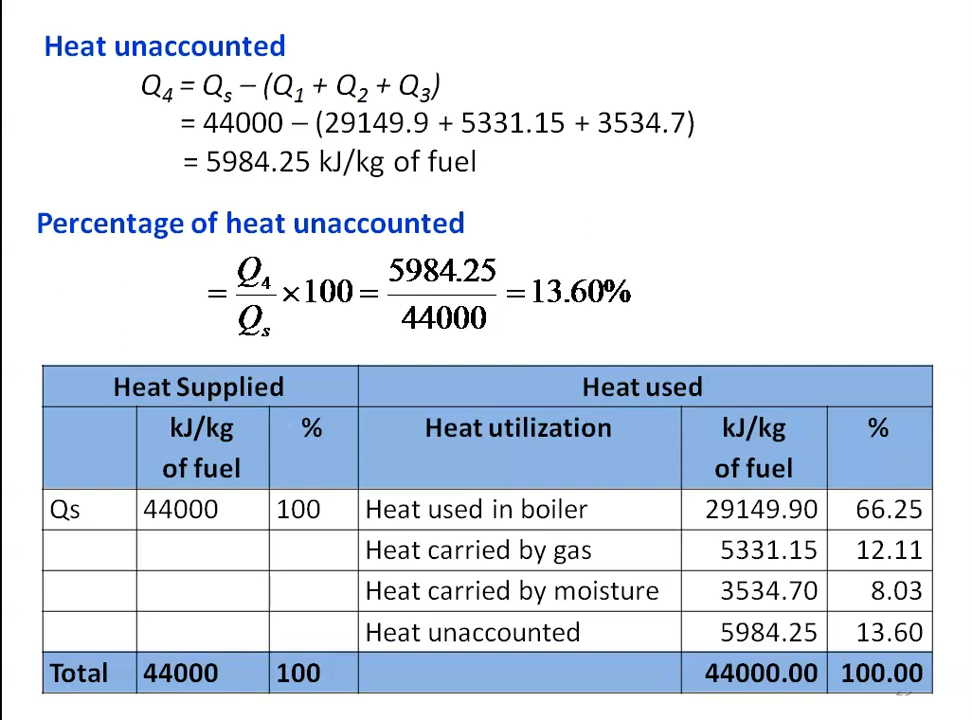 Heat unaccounted
Q4 = Qs – (Q1 + Q2 + Q3)
= 44000 – (29149.9 + 5331.15 + 3534.7)
= 5984.25 kJ/kg of fuel
Percentage of heat unaccounted
= Q4/Qs ×100 = 5984.25/44000 = 13.60%
Heat Supplied Heat used
kJ/kg of fuel % Heat utilization kJ/kg of fuel %
Qs 44000 100 Heat used in boiler 29149.90 66.25
Heat carried by gas 5331.15 12.11
Heat carried by moisture 3534.70 8.03
Heat unaccounted 5984.25 13.60
Total 44000 100 44000.00 100.00